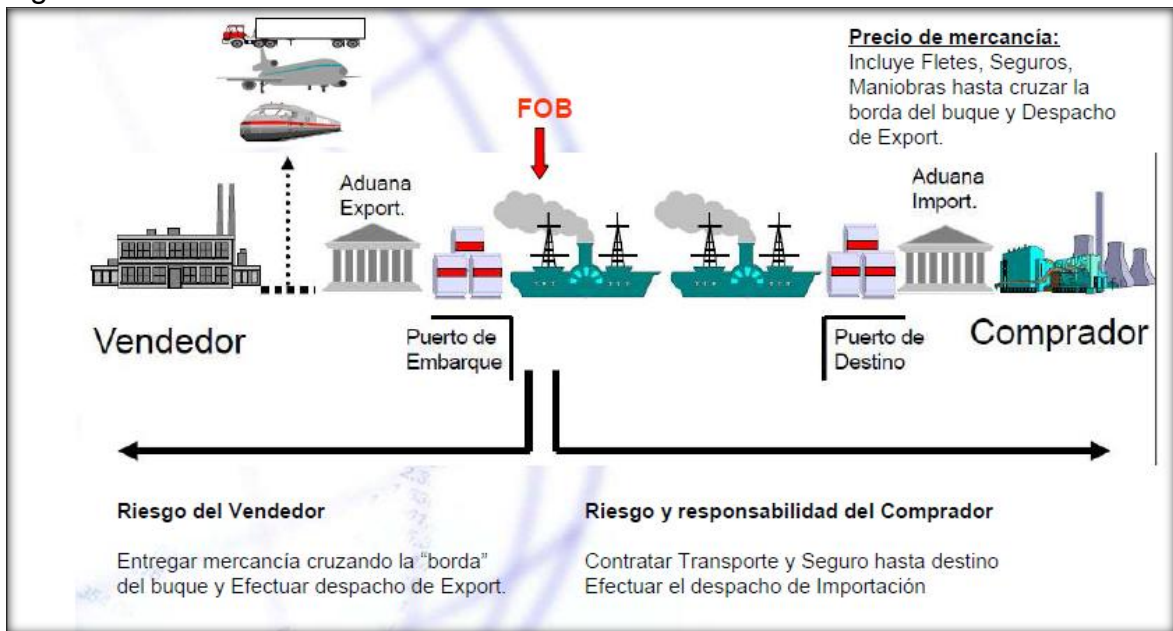 Precio de mercancía:
Incluye Fletes, Seguros,
Maniobras hasta cruzar la
borda del buque y Despacho
de Export.
FOB
Aduana
Export.
Aduana
Import.
Vendedor
Puerto de
Embarque
Puerto de
Destino
Comprador
Riesgo del Vendedor
Entregar mercancía cruzando la “borda”
del buque y Efectuar despacho de Export.
Riesgo y responsabilidad del Comprador
Contratar Transporte y Seguro hasta destino
Efectuar el despacho de Importación